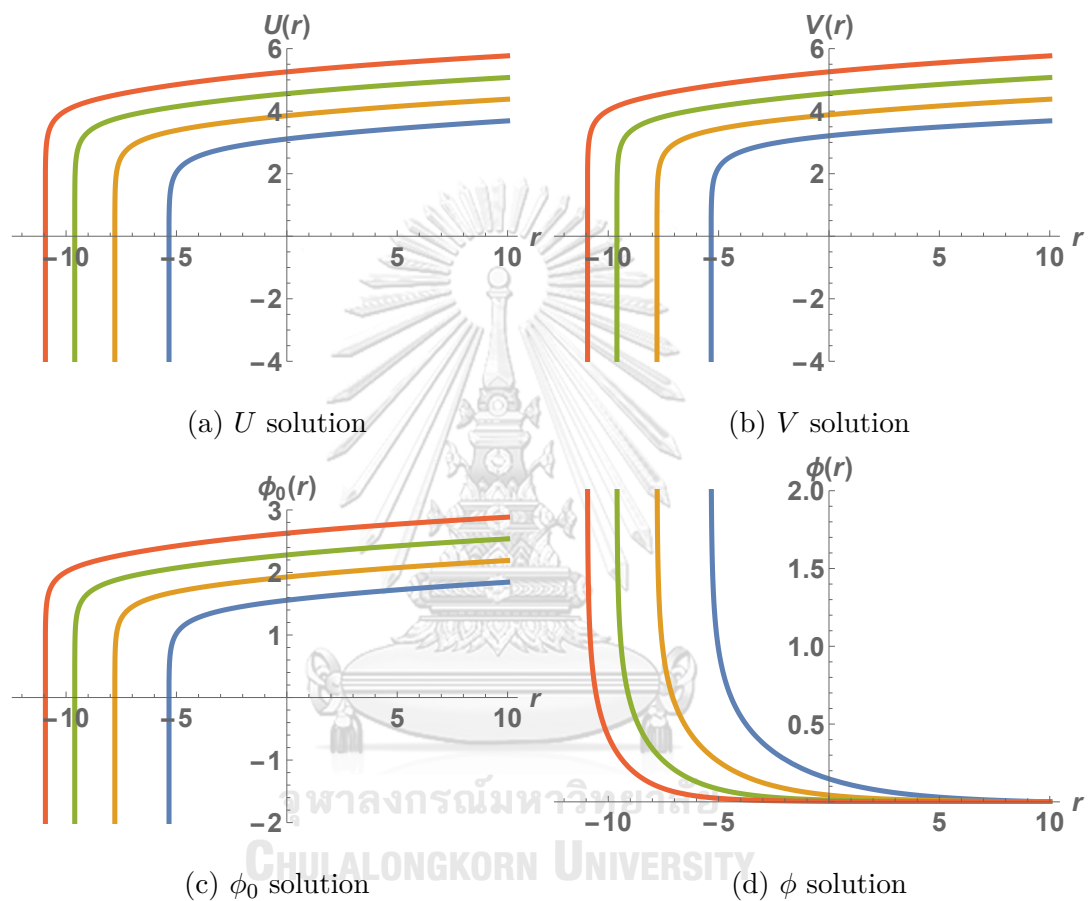 U(r)
6
4
2
−10
−5
5
10
r
−2
−4
(a) U solution
V(r)
6
4
2
−10
−5
5
10
r
−2
−4
(b) V solution
ϕ₀(r)
3
2
1
−10
−5
5
10
r
−1
−2
(c) ϕ₀ solution
ϕ(r)
2.0
1.5
1.0
0.5
−10
−5
5
10
r
(d) ϕ solution
จุฬาลงกรณ์มหาวิทยาลัย
CHULALONGKORN UNIVERSITY